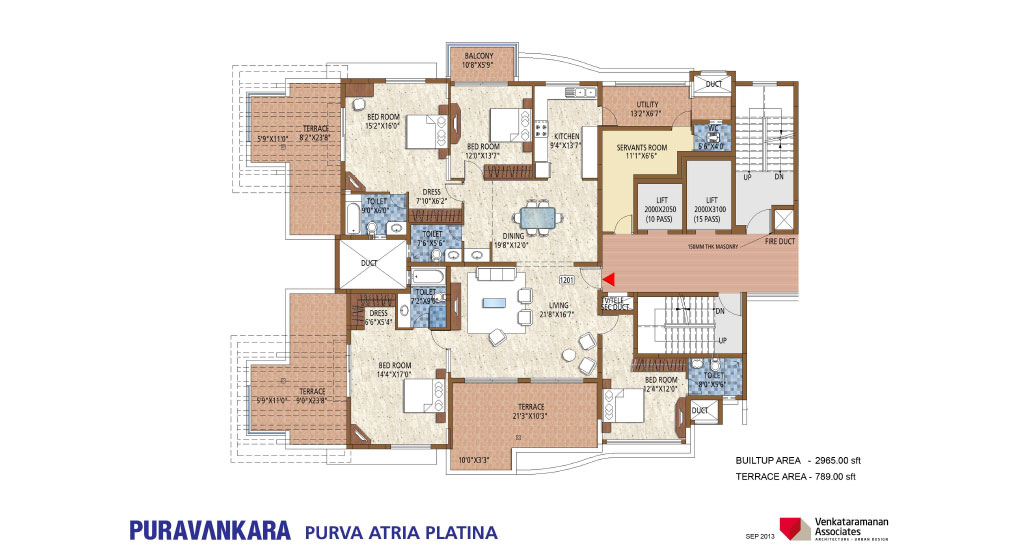 BALCONY
10'8"X5'9"
DUCT
UTILITY
13'2"X6'7"
TERRACE
8'2"X23'8"
5'9"X11'0"
BED ROOM
15'2"X16'0"
BED ROOM
12'0"X13'7"
KITCHEN
9'4"X13'7"
WC
5'6"X4'0"
SERVANTS ROOM
11'1"X6'6"
UP
DN
DRESS
7'10"X6'2"
TOILET
9'0"X6'0"
LIFT
2000X2050
(10 PASS)
LIFT
2000X3100
(15 PASS)
TOILET
7'6"X5'6"
DINING
19'8"X12'0"
FIRE DUCT
150MM THK MASONRY
DUCT
1201
TOILET
7'2"X9'0"
LIVING
21'8"X16'7"
TV/TELE
SEC DUCT
DRESS
6'6"X5'4"
DN
UP
BED ROOM
14'4"X17'0"
BED ROOM
12'4"X12'0"
TOILET
8'0"X5'6"
TERRACE
9'0"X23'8"
5'9"X11'0"
TERRACE
21'3"X10'3"
DUCT
10'0"X3'3"
BUILTUP AREA - 2965.00 sft
TERRACE AREA - 789.00 sft
PURAVANKARA PURVA ATRIA PLATINA
SEP 2013
Venkataramanan
Associates
ARCHITECTURE - URBAN DESIGN